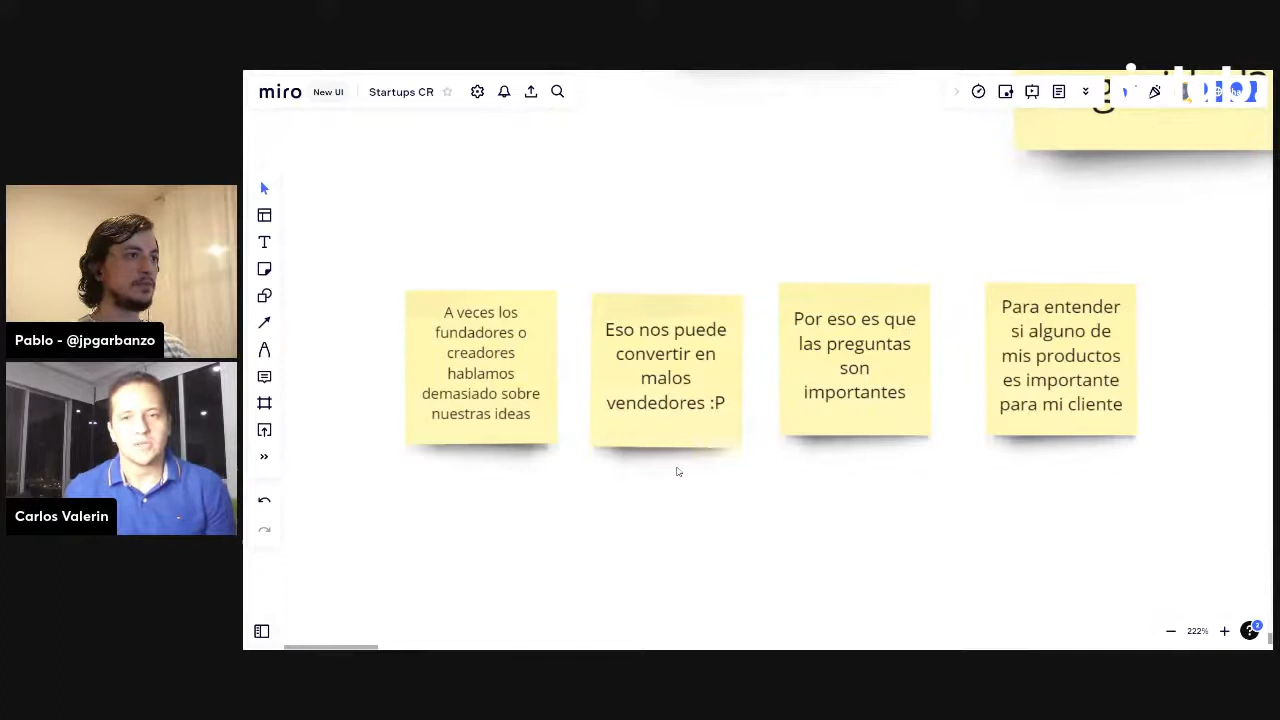 miro New UI Startups CR
A veces los
fundadores o
creadores
hablamos
demasiado sobre
nuestras ideas
Eso nos puede
convertir en
malos
vendedores :P
Por eso es que
las preguntas
son
importantes
Para entender
si alguno de
mis productos
es importante
para mi cliente
Pablo - @jpgarbanzo
Carlos Valerin
222%
2